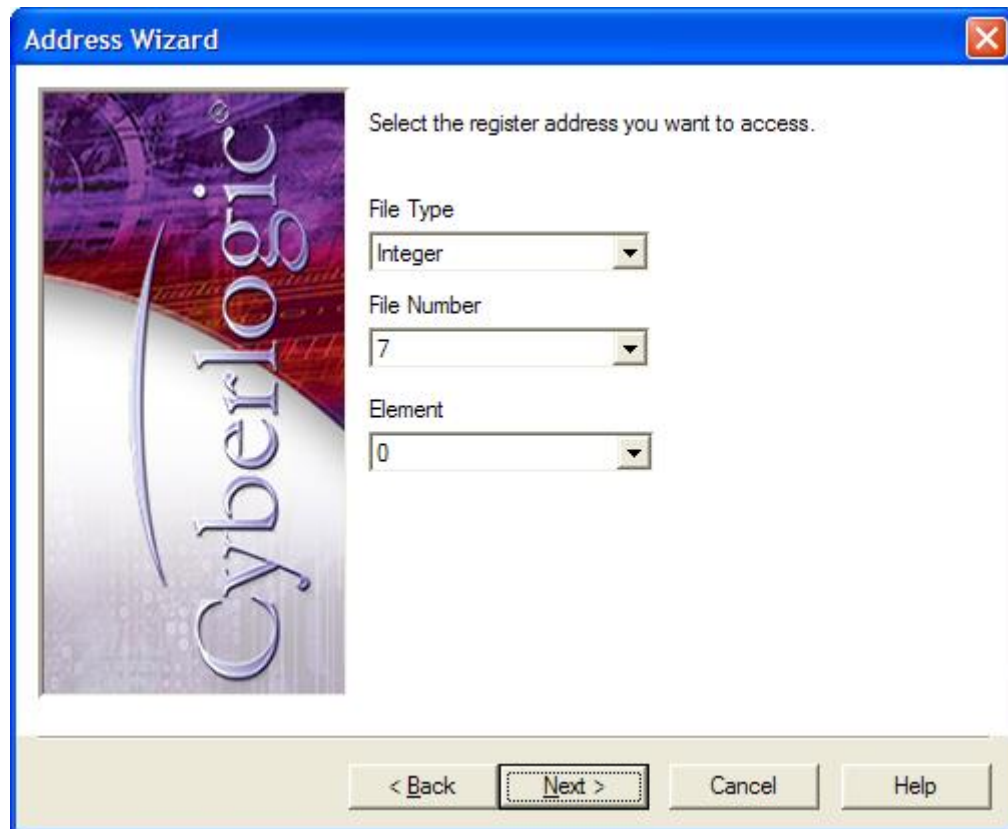 Address Wizard
Cyberlogic®
Select the register address you want to access.
File Type
Integer
File Number
7
Element
0
< Back
Next >
Cancel
Help